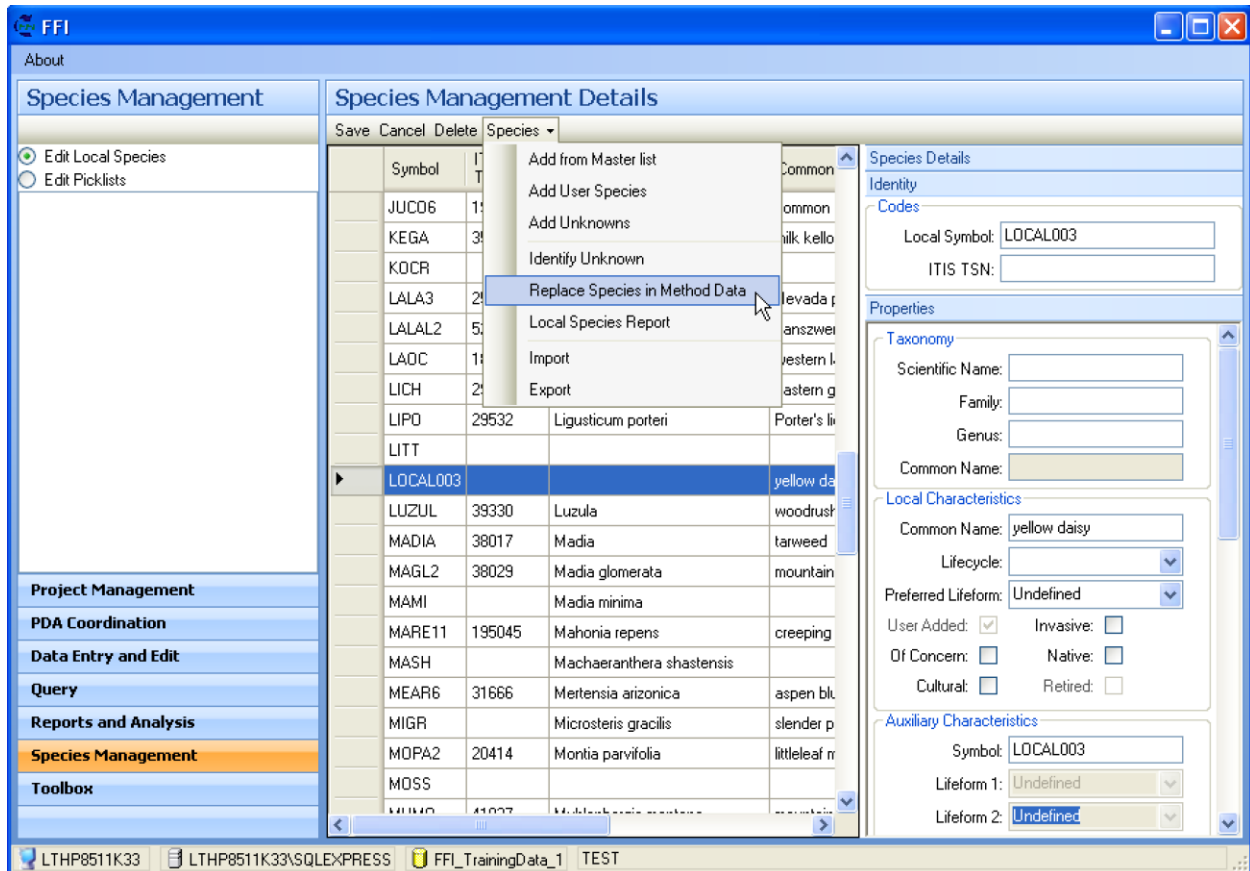 FFI
About
Species Management
Edit Local Species
Edit Picklists
Project Management
PDA Coordination
Data Entry and Edit
Query
Reports and Analysis
Species Management
Toolbox
Species Management Details
Save Cancel Delete Species
Add from Master list
Add User Species
Add Unknowns
Identify Unknown
Replace Species in Method Data
Local Species Report
Import
Export
Symbol Common
JUCO6 ommon
KEGA
KOCR
LALA3
LALAL2
LAOC
LICH
LIPO 29532 Ligusticum porteri Porter's
LITT
LOCAL003 yellow da
LUZUL 39330 Luzula woodrush
MADIA 38017 Madia tarweed
MAGL2 38029 Madia glomerata mountain
MAMI Madia minima
MARE11 195045 Mahonia repens creeping
MASH Machaeranthera shastensis
MEAR6 31666 Mertensia arizonica aspen
MIGR Microsteris gracilis slender p
MOPA2 20414 Montia parvifolia littleleaf
MOSS
Species Details
Identity
Codes
Local Symbol: LOCAL003
ITIS TSN:
Properties
Taxonomy
Scientific Name:
Family:
Genus:
Common Name:
Local Characteristics
Common Name: yellow daisy
Lifecycle:
Preferred Lifeform: Undefined
User Added: Invasive:
Of Concern: Native:
Cultural: Retired:
Auxiliary Characteristics
Symbol: LOCAL003
Lifeform 1: Undefined
Lifeform 2: Undefined
LTHP8511K33 LTHP8511K33\SQLEXPRESS FFI_TrainingData_1 TEST